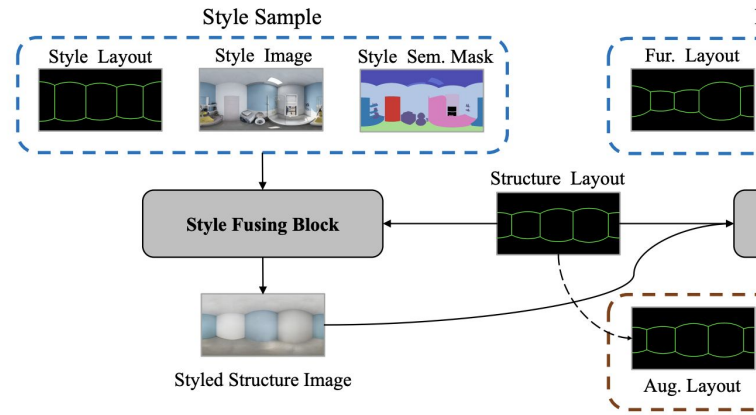 Style Sample
Style Layout
Style Image
Style Sem. Mask
Fur. Layout
Structure Layout
Style Fusing Block
Styled Structure Image
Aug. Layout